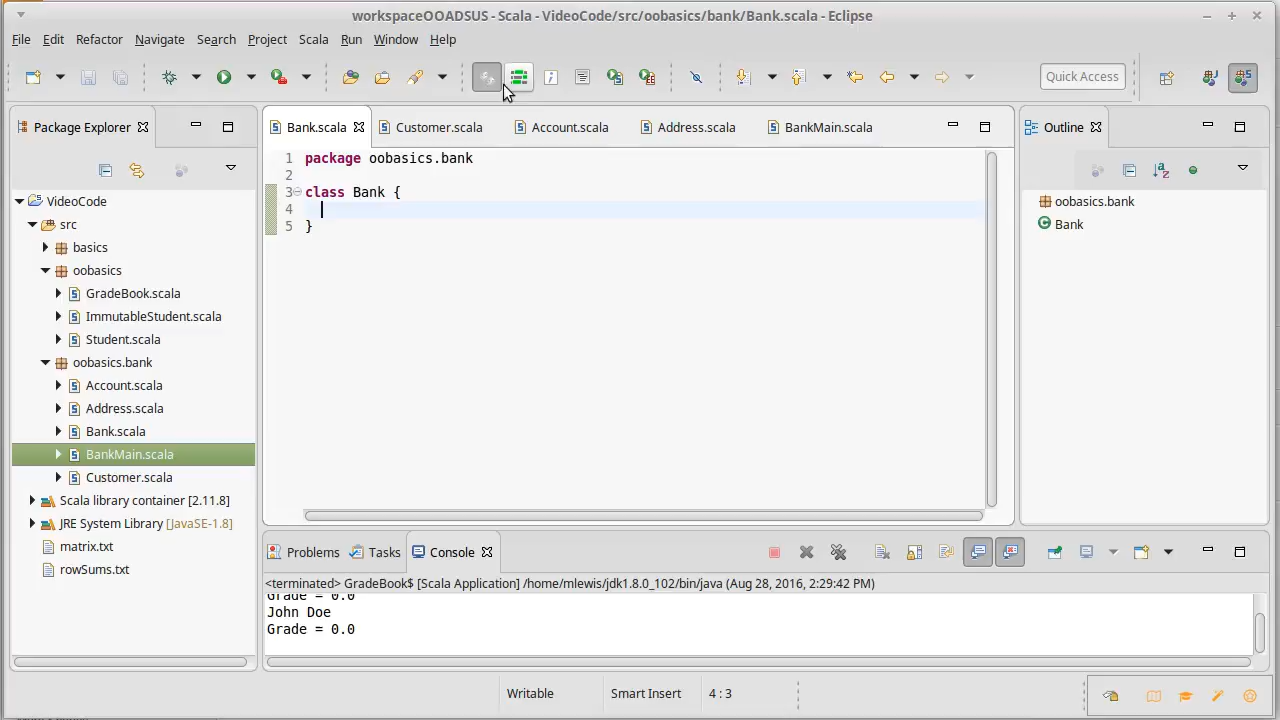 workspaceOOADSUS - Scala - VideoCode/src/oobasics/bank/Bank.scala - Eclipse
File Edit Refactor Navigate Search Project Scala Run Window Help
Quick Access
Package Explorer
VideoCode
src
basics
oobasics
GradeBook.scala
ImmutableStudent.scala
Student.scala
oobasics.bank
Account.scala
Address.scala
Bank.scala
BankMain.scala
Customer.scala
Scala library container [2.11.8]
JRE System Library [JavaSE-1.8]
matrix.txt
rowSums.txt
Bank.scala Customer.scala Account.scala Address.scala BankMain.scala
1 package oobasics.bank
2
3 class Bank {
4
5 }
Outline
oobasics.bank
Bank
Problems Tasks Console
<terminated> GradeBook$ [Scala Application] /home/mlewis/jdk1.8.0_102/bin/java (Aug 28, 2016, 2:29:42 PM)
Grade = 0.0
John Doe
Grade = 0.0
Writable Smart Insert 4 : 3